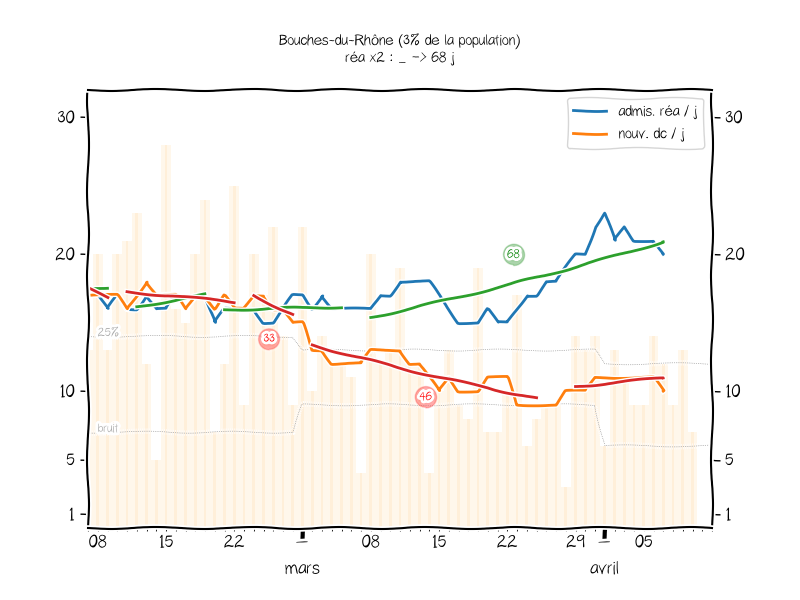 Bouches-du-Rhône (3% de la population)
réa x2 : _ -> 68 j
admis. réa / j
nouv. dc / j
30
30
20
20
68
25%
33
10
10
46
bruit
5
5
1
1
08 15 22 08 15 22 29 05
mars avril